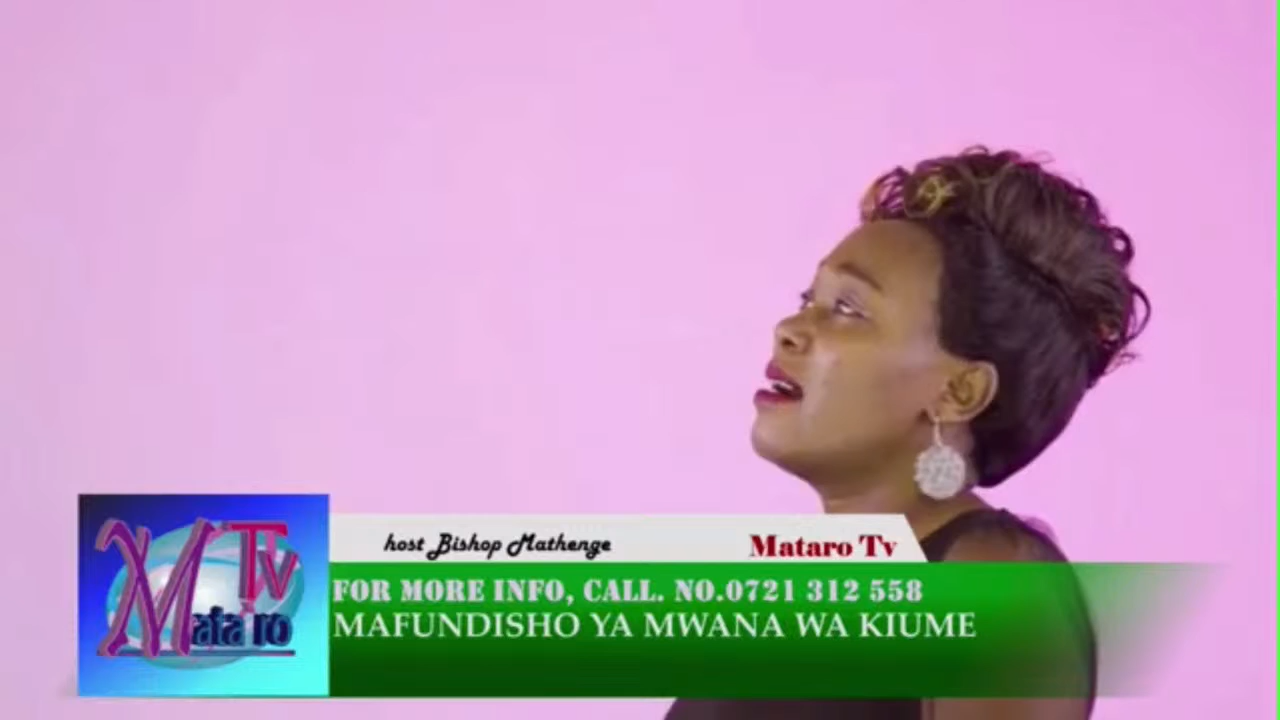 host Bishop Mathenge
Mataro Tv
FOR MORE INFO, CALL. NO.0721 312 558
MAFUNDISHO YA MWANA WA KIUME
Mataro Tv